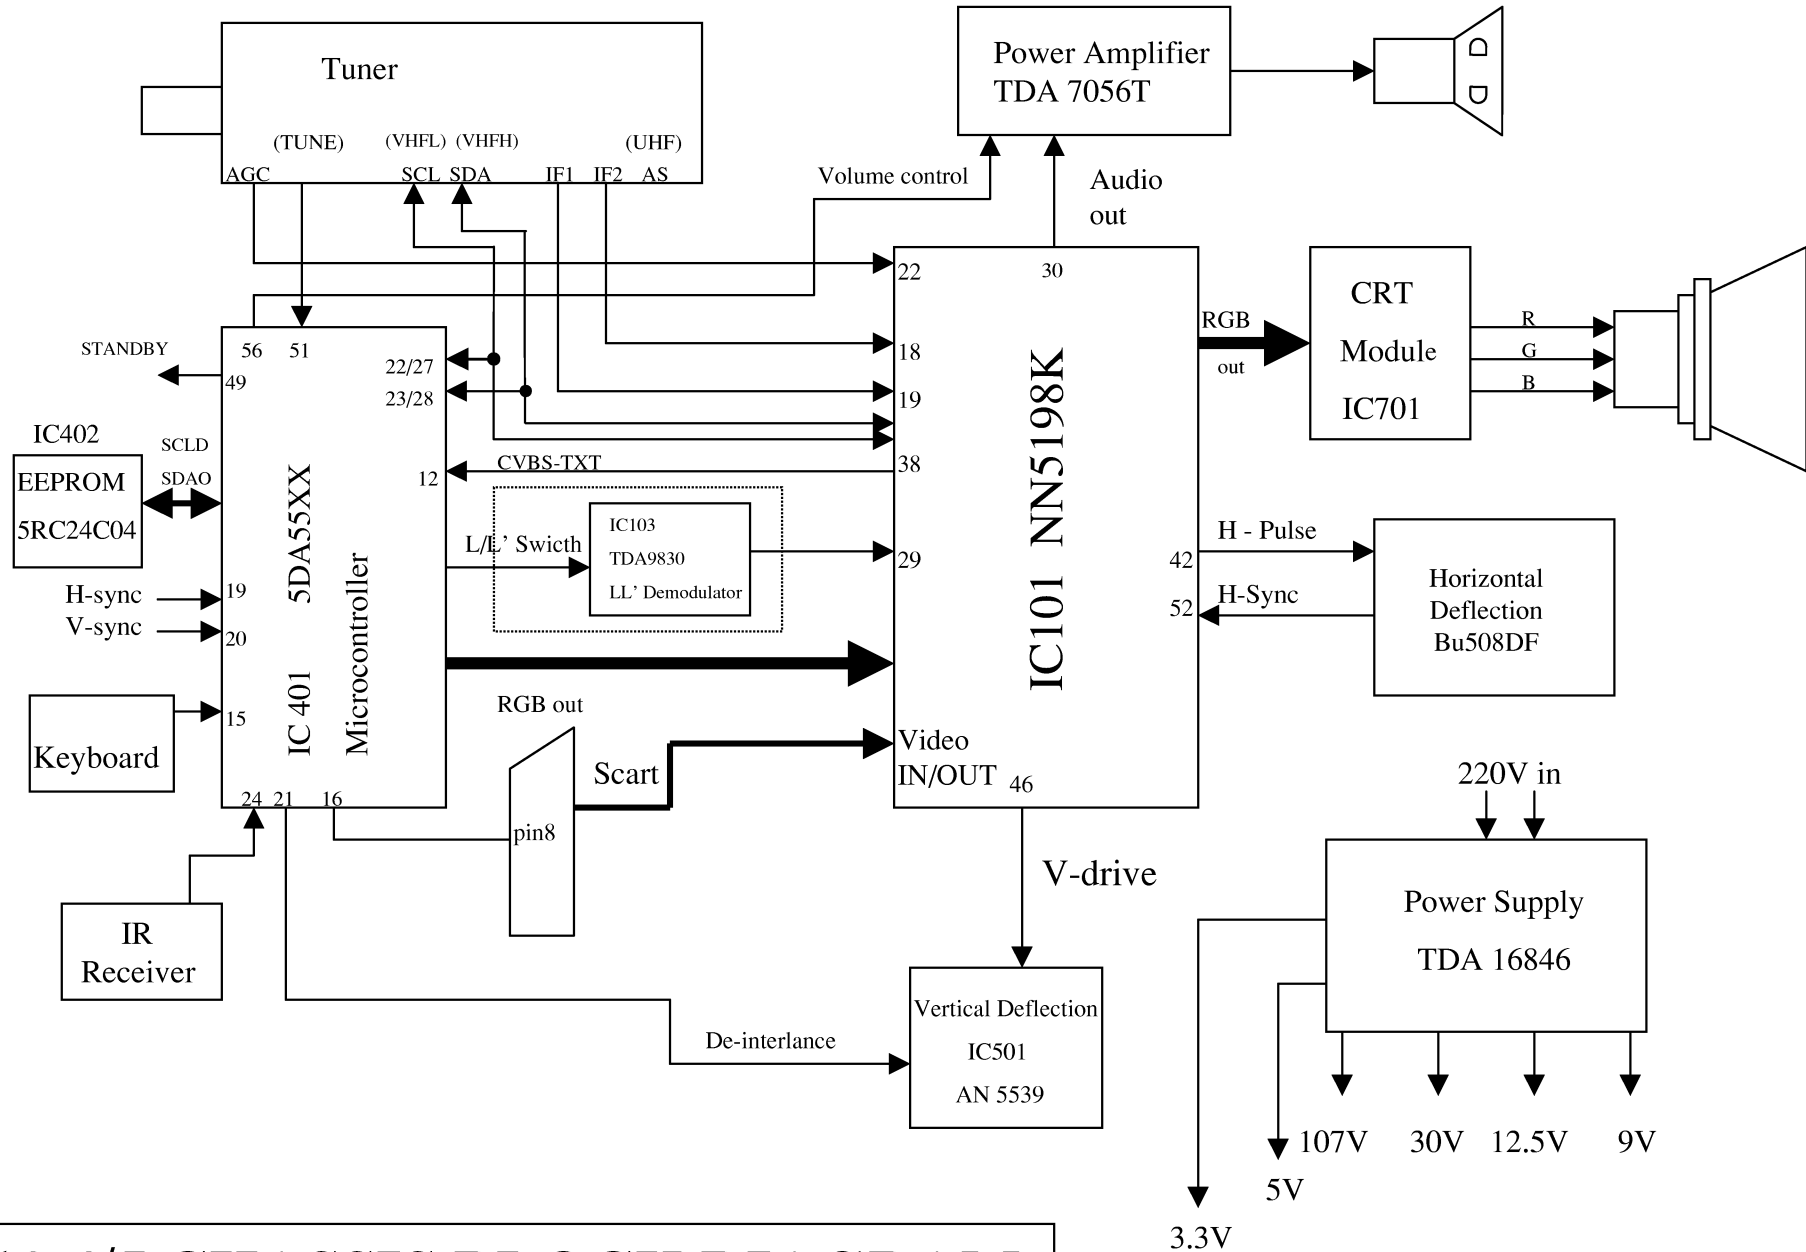 Tuner
(TUNE)
(VHFL) (VHFH)
(UHF)
AGC
SCL SDA
IF1 IF2 AS
Power Amplifier
TDA 7056T
Volume control
Audio
out
22
30
18
19
38
29
42
52
46
IC101 NN5198K
Video
IN/OUT
RGB
out
CRT
Module
IC701
R
G
B
STANDBY
56 51
49
22/27
23/28
12
19
20
15
24 21 16
IC 401 5DA55XX
Microcontroller
IC402
EEPROM
5RC24C04
SCLD
SDAO
H-sync
V-sync
Keyboard
IR
Receiver
CVBS-TXT
L/L' Swicth
IC103
TDA9830
LL' Demodulator
RGB out
Scart
pin8
H - Pulse
H-Sync
Horizontal
Deflection
Bu508DF
V-drive
De-interlance
Vertical Deflection
IC501
AN 5539
220V in
Power Supply
TDA 16846
107V 30V 12.5V 9V
5V
3.3V